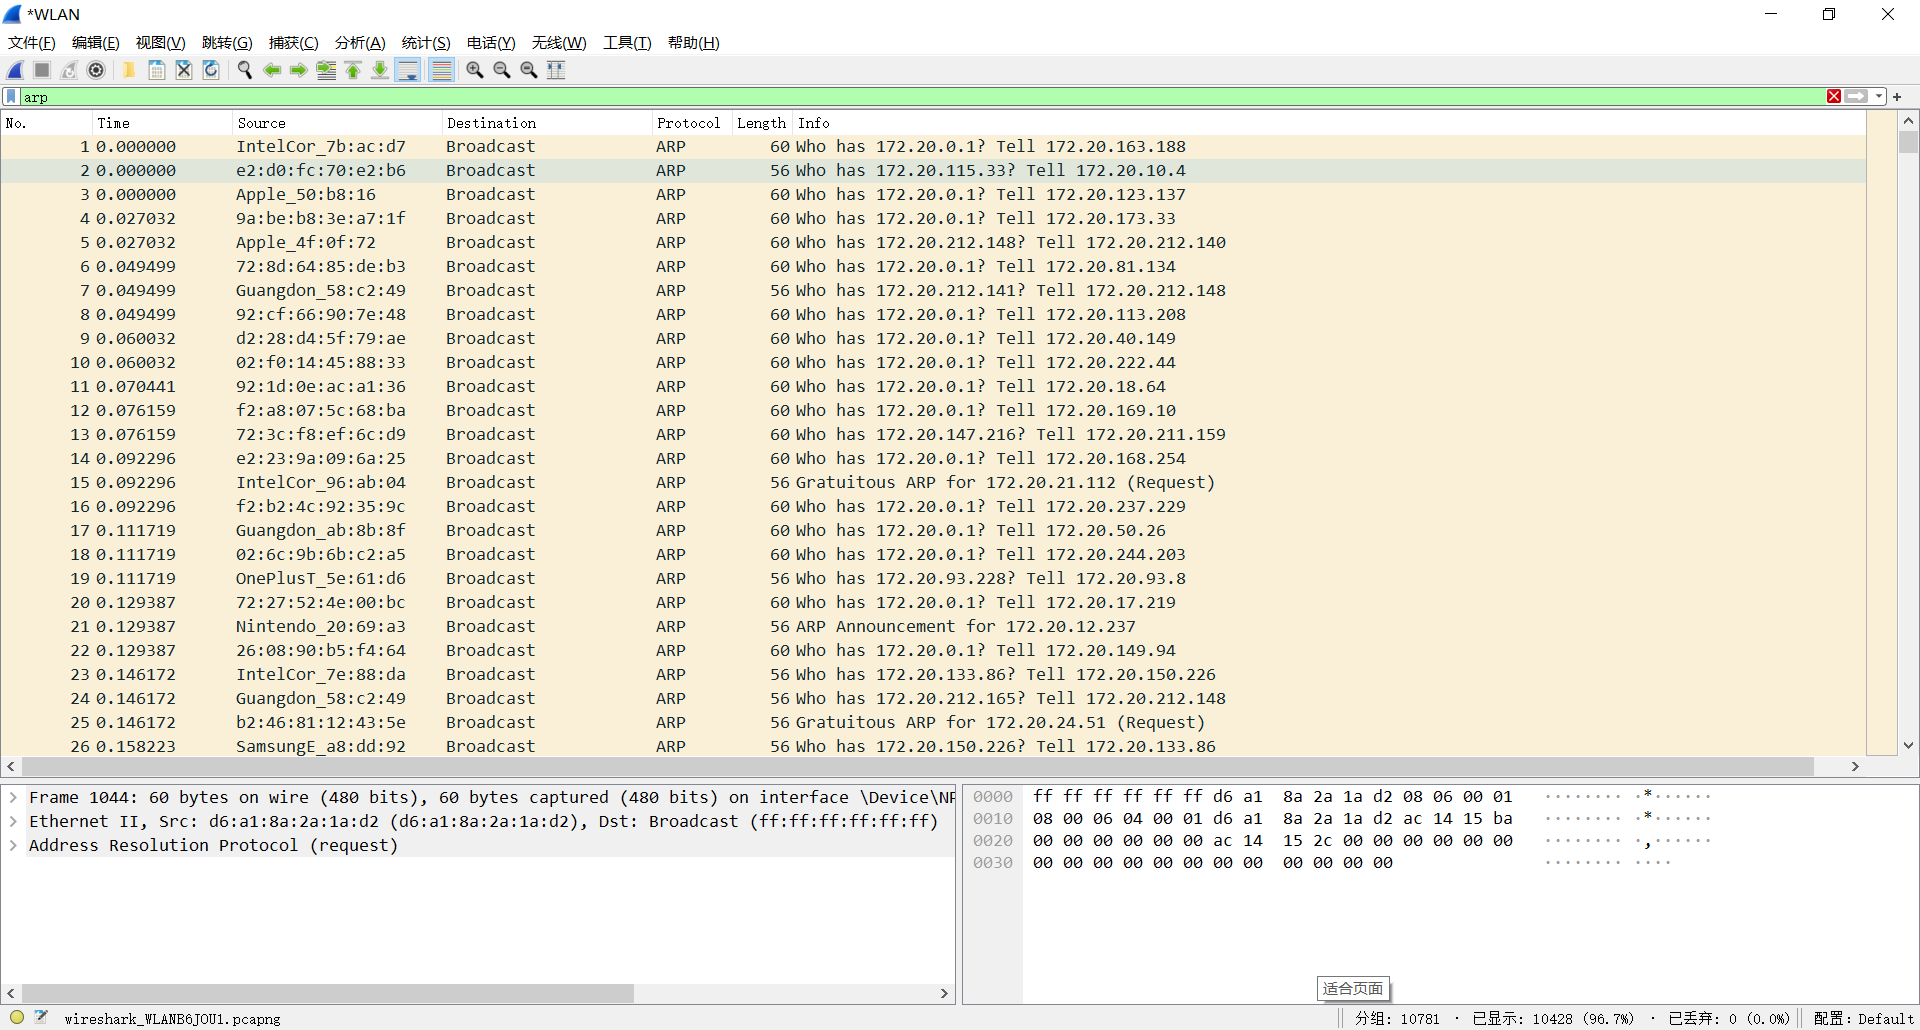 *WLAN
文件(F) 编辑(E) 视图(V) 跳转(G) 捕获(C) 分析(A) 统计(S) 电话(Y) 无线(W) 工具(T) 帮助(H)
arp
No. Time Source Destination Protocol Length Info
1 0.000000 IntelCor_7b:ac:d7 Broadcast ARP 60 Who has 172.20.0.1? Tell 172.20.163.188
2 0.000000 e2:d0:fc:70:e2:b6 Broadcast ARP 56 Who has 172.20.115.33? Tell 172.20.10.4
3 0.000000 Apple_50:b8:16 Broadcast ARP 60 Who has 172.20.0.1? Tell 172.20.123.137
4 0.027032 9a:be:b8:3e:a7:1f Broadcast ARP 60 Who has 172.20.0.1? Tell 172.20.173.33
5 0.027032 Apple_4f:0f:72 Broadcast ARP 60 Who has 172.20.212.148? Tell 172.20.212.140
6 0.049499 72:8d:64:85:de:b3 Broadcast ARP 60 Who has 172.20.0.1? Tell 172.20.81.134
7 0.049499 Guangdon_58:c2:49 Broadcast ARP 56 Who has 172.20.212.141? Tell 172.20.212.148
8 0.049499 92:cf:66:90:7e:48 Broadcast ARP 60 Who has 172.20.0.1? Tell 172.20.113.208
9 0.060032 d2:28:d4:5f:79:ae Broadcast ARP 60 Who has 172.20.0.1? Tell 172.20.40.149
10 0.060032 02:f0:14:45:88:33 Broadcast ARP 60 Who has 172.20.0.1? Tell 172.20.222.44
11 0.070441 92:1d:0e:ac:a1:36 Broadcast ARP 60 Who has 172.20.0.1? Tell 172.20.18.64
12 0.076159 f2:a8:07:5c:68:ba Broadcast ARP 60 Who has 172.20.0.1? Tell 172.20.169.10
13 0.076159 72:3c:f8:ef:6c:d9 Broadcast ARP 60 Who has 172.20.147.216? Tell 172.20.211.159
14 0.092296 e2:23:9a:09:6a:25 Broadcast ARP 60 Who has 172.20.0.1? Tell 172.20.168.254
15 0.092296 IntelCor_96:ab:04 Broadcast ARP 56 Gratuitous ARP for 172.20.21.112 (Request)
16 0.092296 f2:b2:4c:92:35:9c Broadcast ARP 60 Who has 172.20.0.1? Tell 172.20.237.229
17 0.111719 Guangdon_ab:8b:8f Broadcast ARP 60 Who has 172.20.0.1? Tell 172.20.50.26
18 0.111719 02:6c:9b:6b:c2:a5 Broadcast ARP 60 Who has 172.20.0.1? Tell 172.20.244.203
19 0.111719 OnePlusT_5e:61:d6 Broadcast ARP 56 Who has 172.20.93.228? Tell 172.20.93.8
20 0.129387 72:27:52:4e:00:bc Broadcast ARP 60 Who has 172.20.0.1? Tell 172.20.17.219
21 0.129387 Nintendo_20:69:a3 Broadcast ARP 56 ARP Announcement for 172.20.12.237
22 0.129387 26:08:90:b5:f4:64 Broadcast ARP 60 Who has 172.20.0.1? Tell 172.20.149.94
23 0.146172 IntelCor_7e:88:da Broadcast ARP 56 Who has 172.20.133.86? Tell 172.20.150.226
24 0.146172 Guangdon_58:c2:49 Broadcast ARP 56 Who has 172.20.212.165? Tell 172.20.212.148
25 0.146172 b2:46:81:12:43:5e Broadcast ARP 56 Gratuitous ARP for 172.20.24.51 (Request)
26 0.158223 SamsungE_a8:dd:92 Broadcast ARP 56 Who has 172.20.150.226? Tell 172.20.133.86
Frame 1044: 60 bytes on wire (480 bits), 60 bytes captured (480 bits) on interface \Device\NP
Ethernet II, Src: d6:a1:8a:2a:1a:d2 (d6:a1:8a:2a:1a:d2), Dst: Broadcast (ff:ff:ff:ff:ff:ff)
Address Resolution Protocol (request)
0000 ff ff ff ff ff ff d6 a1 8a 2a 1a d2 08 06 00 01 ········ ·*······
0010 08 00 06 04 00 01 d6 a1 8a 2a 1a d2 ac 14 15 ba ········ ·*······
0020 00 00 00 00 00 00 ac 14 15 2c 00 00 00 00 00 00 ········ ·,······
0030 00 00 00 00 00 00 00 00 00 00 00 00 ········ ····
适合页面
wireshark_WLANB6JOU1.pcapng 分组: 10781 · 已显示: 10428 (96.7%) · 已丢弃: 0 (0.0%) 配置: Default